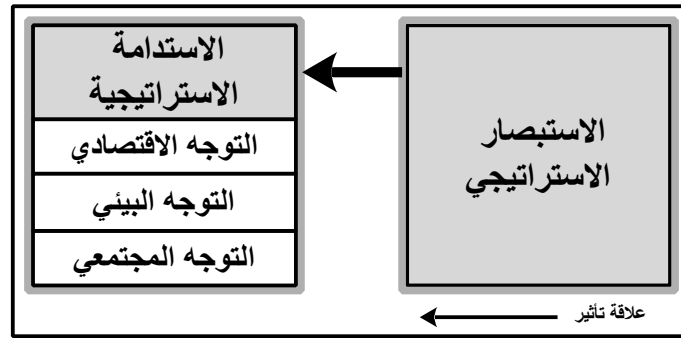 الاستبصار
الاستراتيجي
الاستدامة
الاستراتيجية
التوجه الاقتصادي
التوجه البيئي
التوجه المجتمعي
علاقة تأثير